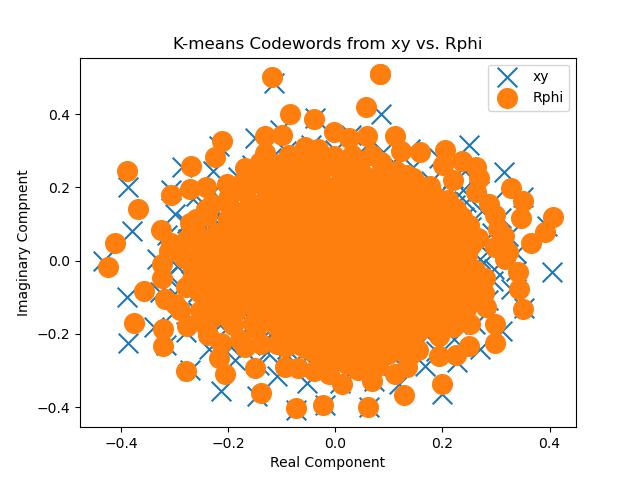 K-means Codewords from xy vs. Rphi
xy
Rphi
0.4
0.2
0.0
−0.2
−0.4
Imaginary Compnent
−0.4
−0.2
0.0
0.2
0.4
Real Component